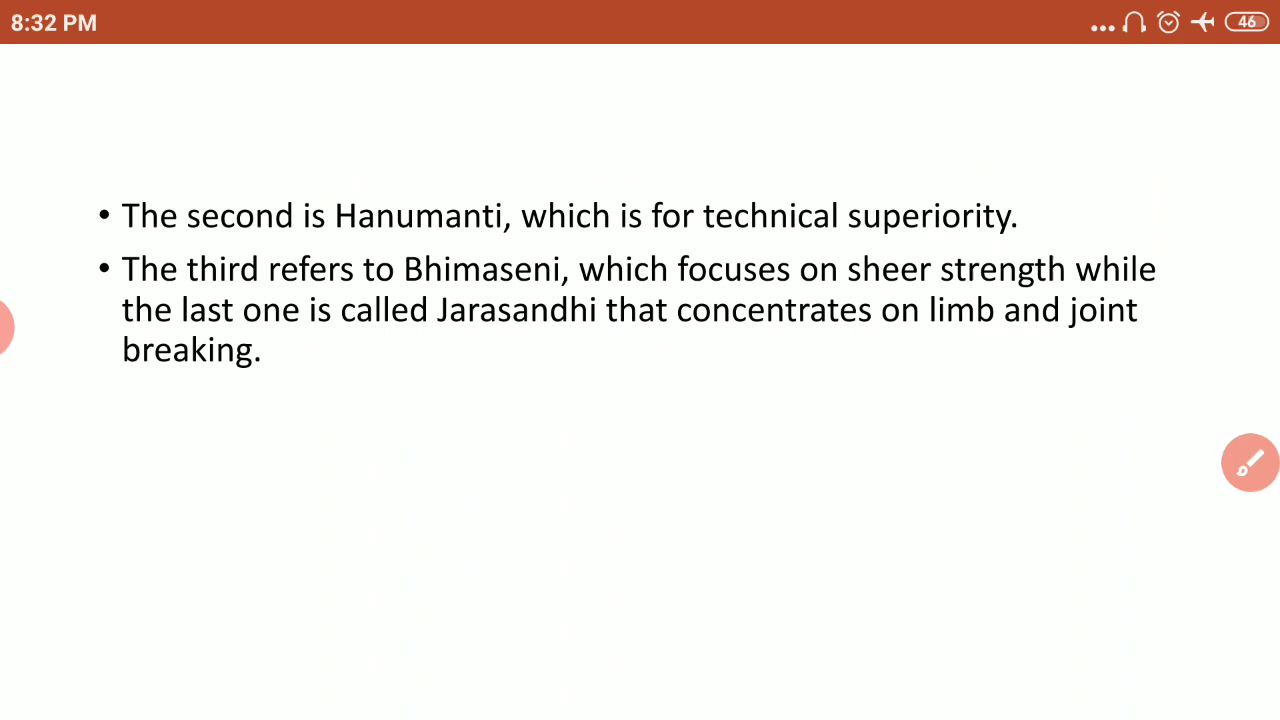 8:32 PM
46
• The second is Hanumanti, which is for technical superiority.
• The third refers to Bhimaseni, which focuses on sheer strength while
the last one is called Jarasandhi that concentrates on limb and joint
breaking.